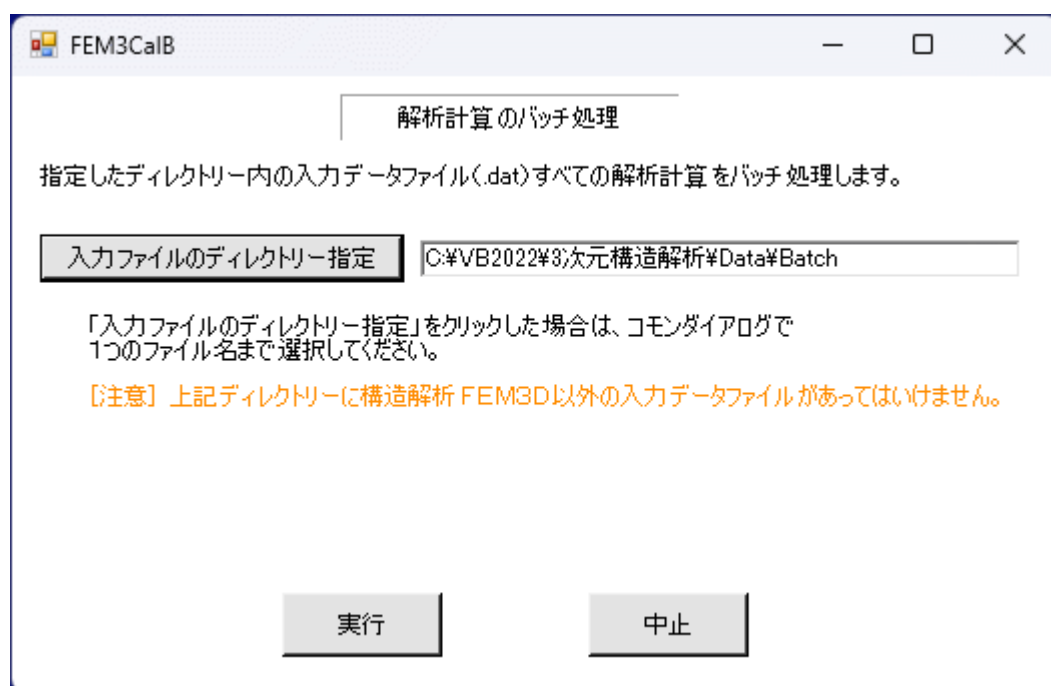 FEM3CalB
解析計算のバッチ処理
指定したディレクトリー内の入力データファイル(.dat)すべての解析計算をバッチ処理します。
入力ファイルのディレクトリー指定 C:¥VB2022¥3次元構造解析¥Data¥Batch
「入力ファイルのディレクトリー指定」をクリックした場合は、コモンダイアログで
1つのファイル名まで選択してください。
[注意] 上記ディレクトリーに構造解析FEM3D以外の入力データファイルがあってはいけません。
実行 中止